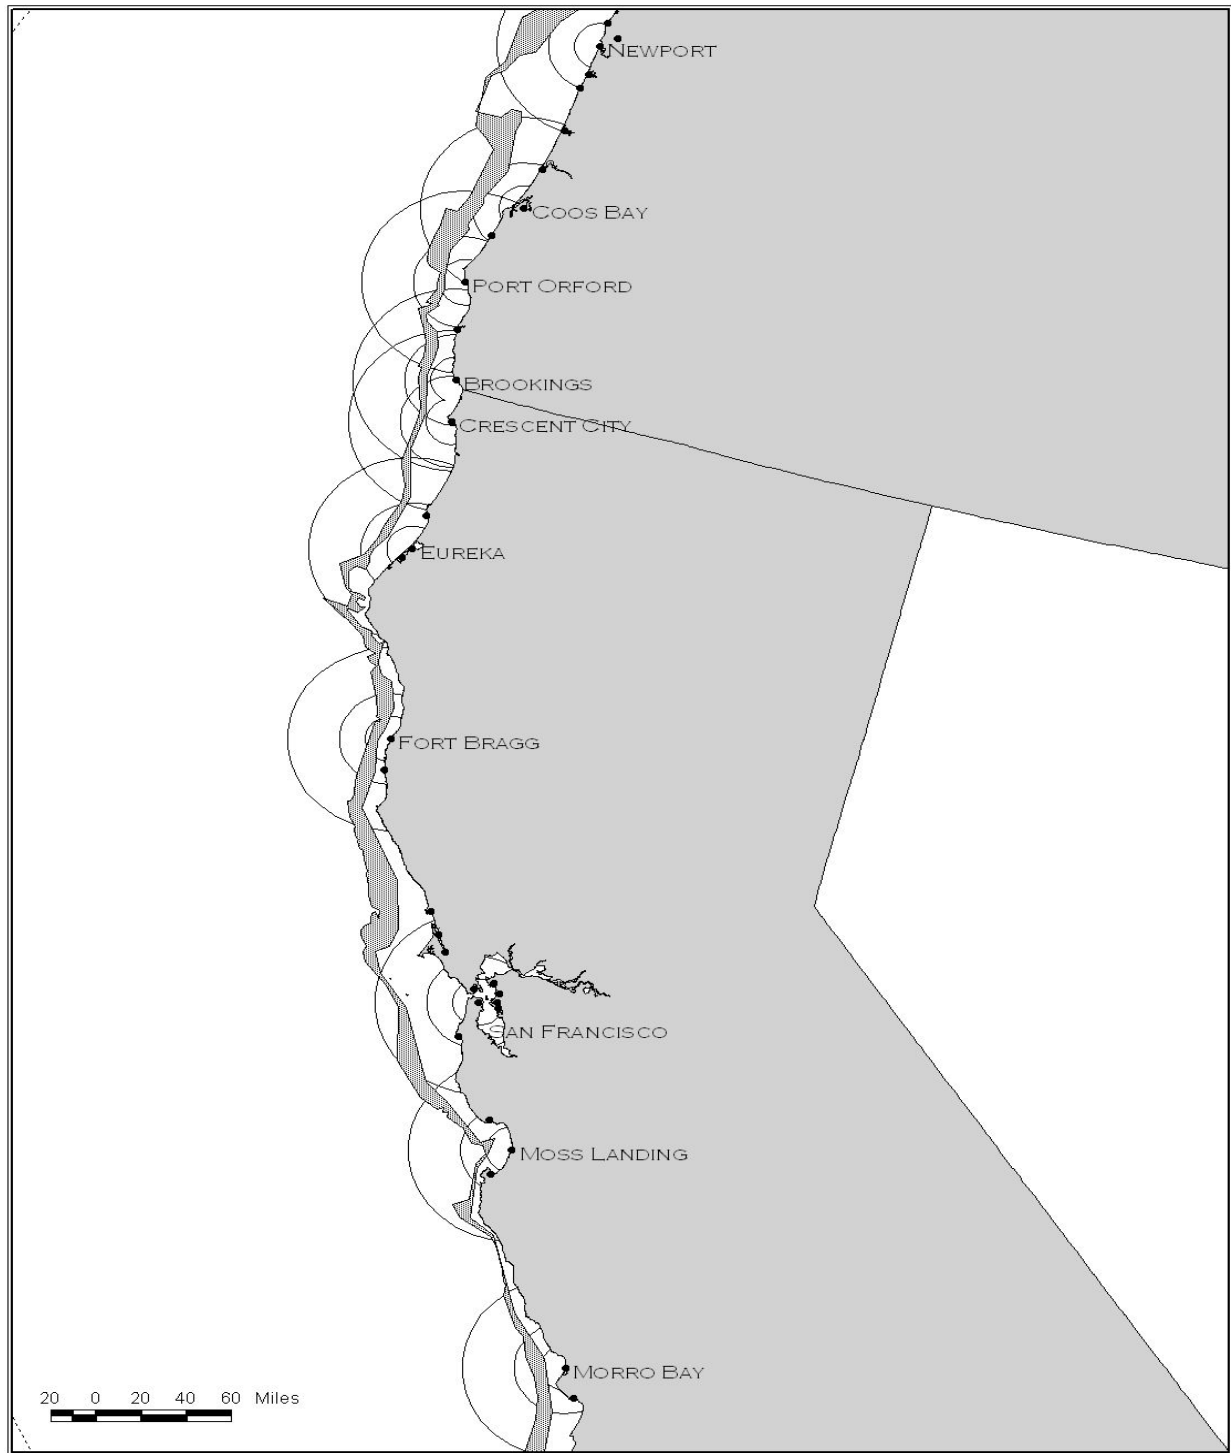 NEWPORT
COOS BAY
PORT ORFORD
BROOKINGS
CRESCENT CITY
EUREKA
FORT BRAGG
SAN FRANCISCO
MOSS LANDING
MORRO BAY
20 0 20 40 60 Miles